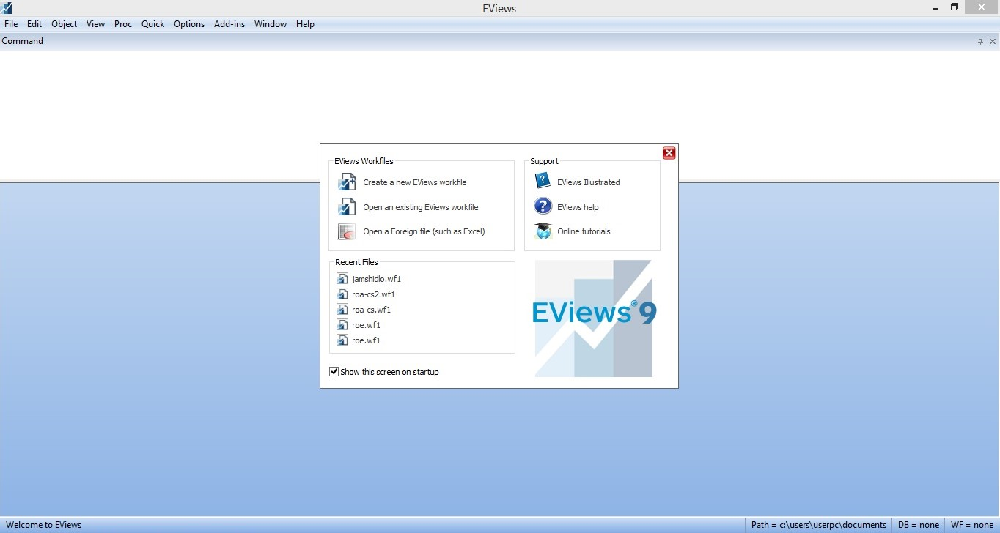 EViews
File Edit Object View Proc Quick Options Add-ins Window Help
Command
EViews Workfiles
Create a new EViews workfile
Open an existing EViews workfile
Open a Foreign file (such as Excel)
Support
EViews Illustrated
EViews help
Online tutorials
Recent Files
jamshidlo.wf1
roa-cs2.wf1
roa-cs.wf1
roe.wf1
roe.wf1
EViews® 9
Show this screen on startup
Welcome to EViews
Path = c:\users\userpc\documents DB = none WF = none